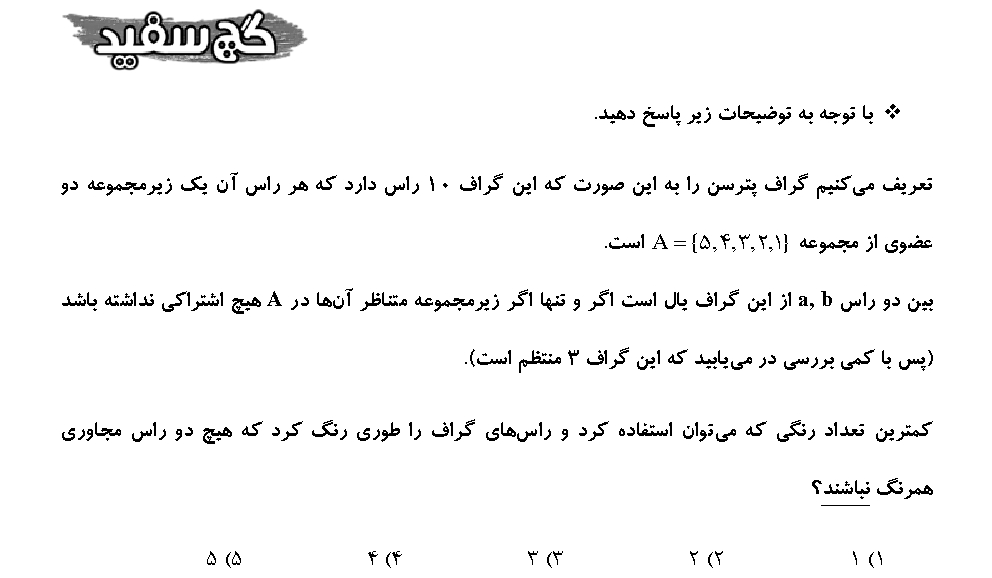 گچ سفید
❖ با توجه به توضیحات زیر پاسخ دهید.
تعریف می‌کنیم گراف پترسن را به این صورت که این گراف ۱۰ راس دارد که هر راس آن یک زیرمجموعه دو
عضوی از مجموعه A = {۵,۴,۳,۲,۱} است.
بین دو راس a, b از این گراف یال است اگر و تنها اگر زیرمجموعه متناظر آن‌ها در A هیچ اشتراکی نداشته باشد
(پس با کمی بررسی در می‌یابید که این گراف ۳ منتظم است).
کمترین تعداد رنگی که می‌توان استفاده کرد و راس‌های گراف را طوری رنگ کرد که هیچ دو راس مجاوری
همرنگ نباشند؟
۱) ۱ ۲) ۲ ۳) ۳ ۴) ۴ ۵) ۵